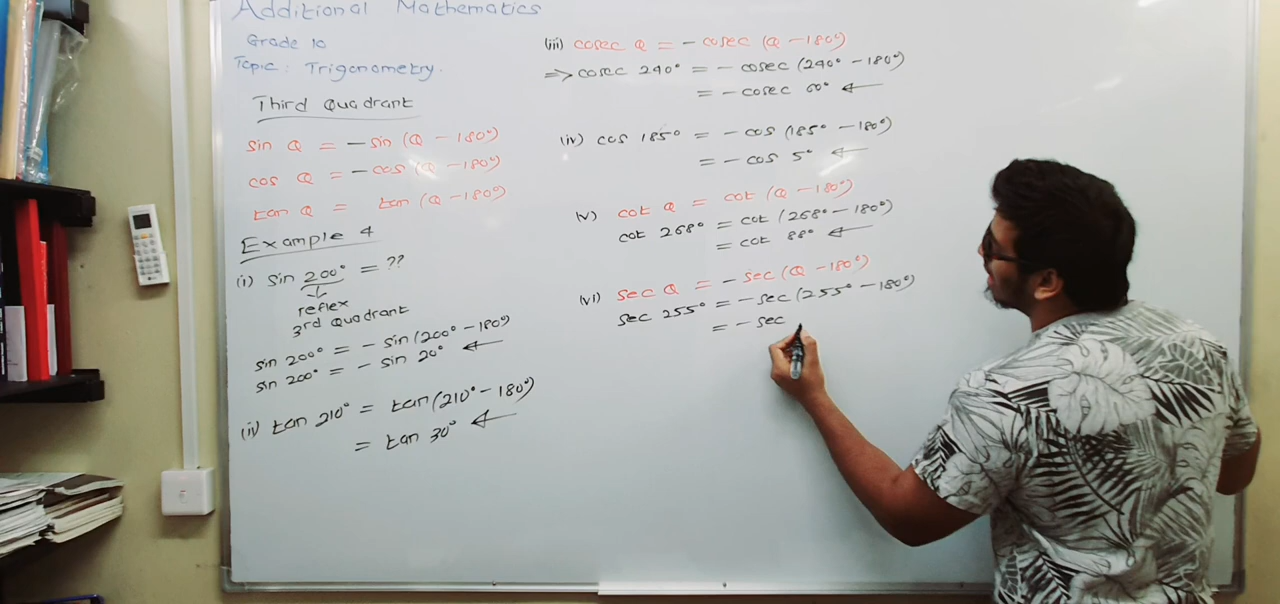 Additional Mathematics
Grade 10
Topic: Trigonometry.
Third Quadrant
sin Q = - sin (Q - 180°)
cos Q = - cos (Q - 180°)
tan Q = tan (Q - 180°)
Example 4
(i) sin 200° = ??
reflex
3rd Quadrant
sin 200° = - sin (200° - 180°)
sin 200° = - sin 20° ←
(ii) tan 210° = tan (210° - 180°)
= tan 30° ←
(iii) cosec Q = - cosec (Q - 180°)
=> cosec 240° = - cosec (240° - 180°)
= - cosec 60° ←
(iv) cos 185° = - cos (185° - 180°)
= - cos 5° ←
(v) cot Q = cot (Q - 180°)
cot 268° = cot (268° - 180°)
= cot 88° ←
(vi) sec Q = - sec (Q - 180°)
sec 255° = - sec (255° - 180°)
= - sec